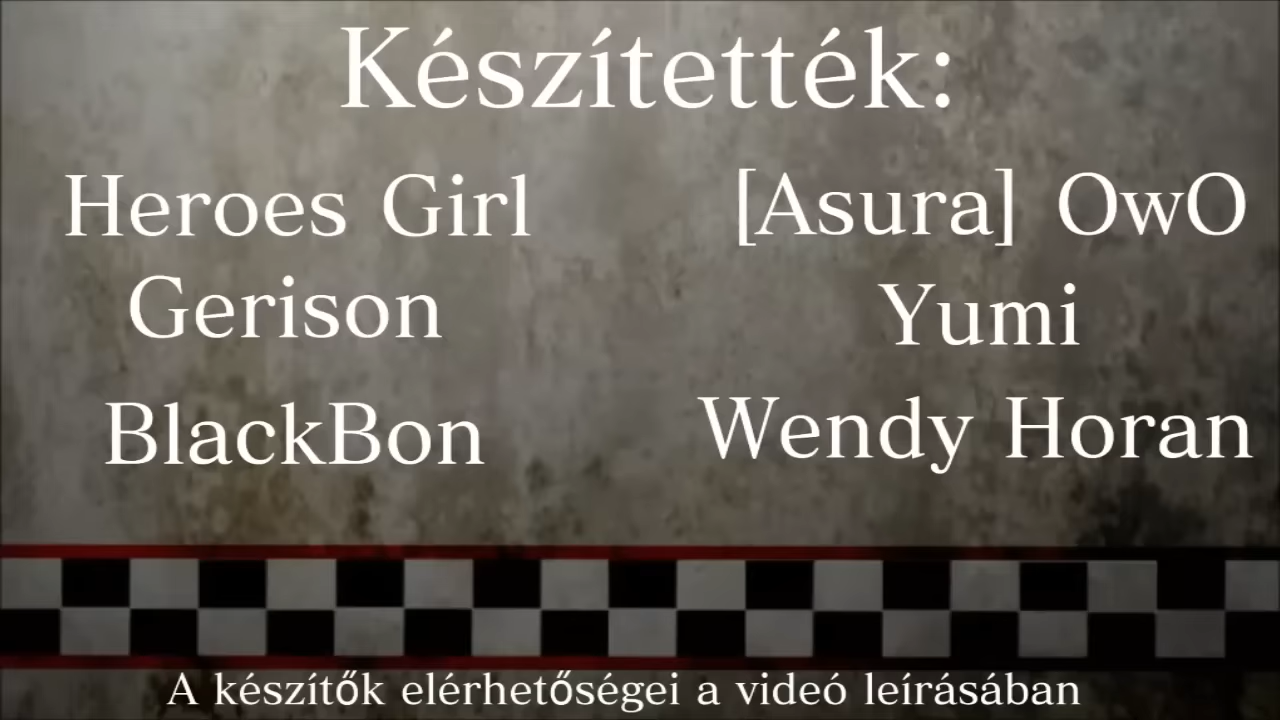 Készítették:
Heroes Girl
[Asura] OwO
Gerison
Yumi
BlackBon
Wendy Horan
A készítők elérhetőségei a videó leírásában